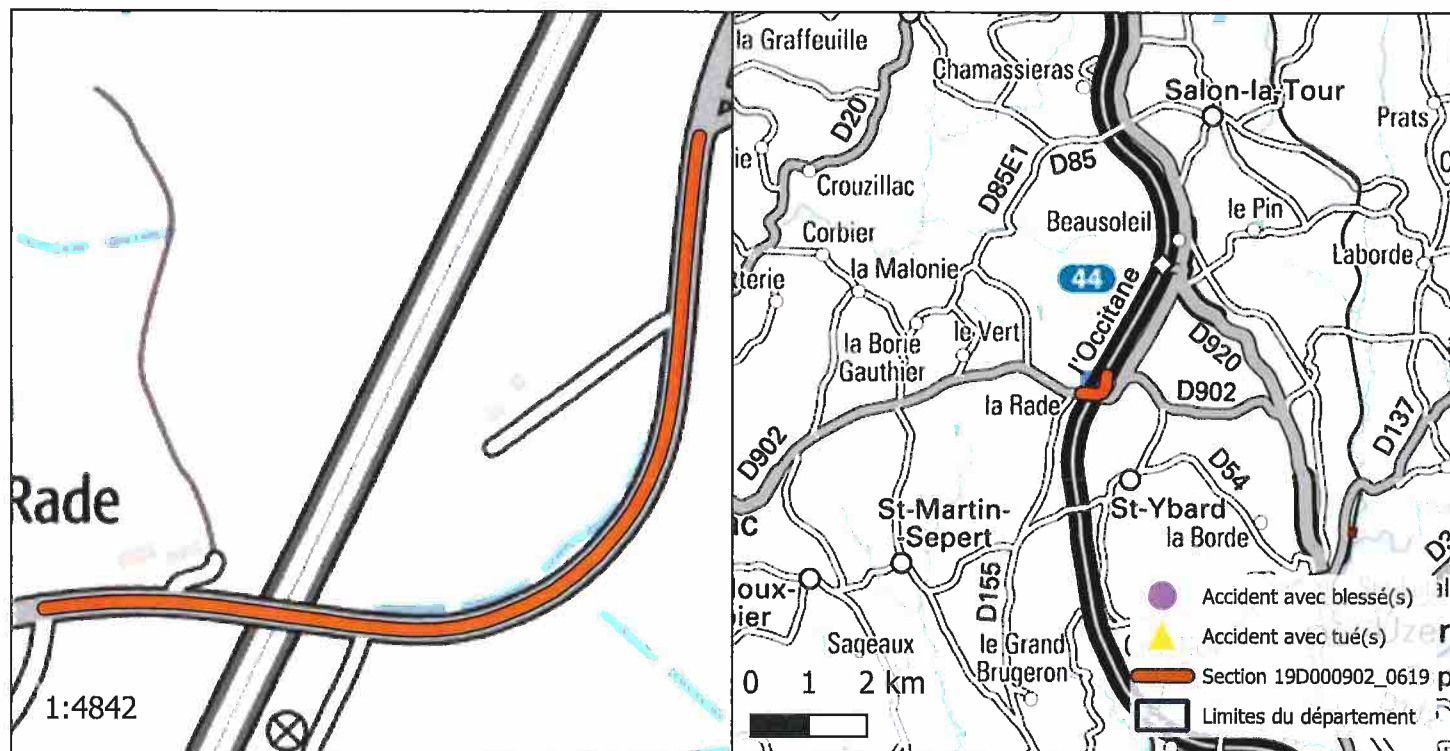 Rade
1:4842
la Graffeuille
Chamassieras
Salon-la-Tour
Prats
D20
D85E1
D85
ie
Crouzillac
Beausoleil
le Pin
Corbier
la Malonie
44
Laborde
rterie
l'Occitane
la Borie
Gauthier
le Vert
D920
la Rade
D902
D902
D137
D54
St-Martin-
Sepert
St-Ybard
la Borde
D155
Sageaux
le Grand
Brugeron
0 1 2 km
Accident avec blessé(s)
Accident avec tué(s)
Section 19D000902_0619
Limites du département